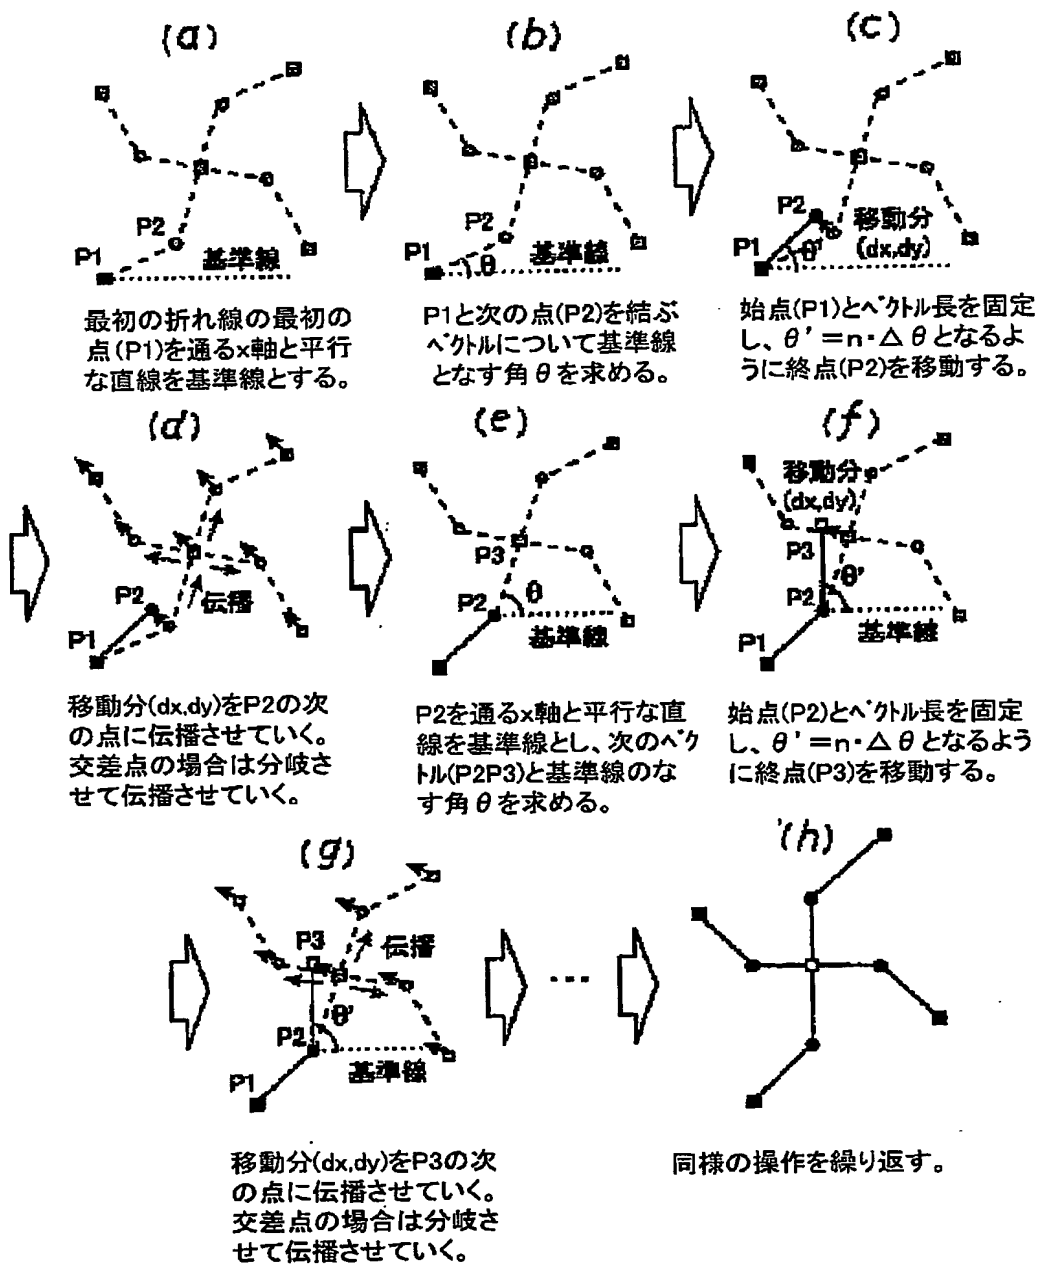 (a)
P2
P1
基準線
最初の折れ線の最初の
点(P1)を通るx軸と平行
な直線を基準線とする。
(b)
P2
P1
θ
基準線
P1と次の点(P2)を結ぶ
ベクトルについて基準線
となす角θを求める。
(c)
P2
移動分
(dx,dy)
P1
θ'
始点(P1)とベクトル長を固定
し、θ'=n・△θとなるよ
うに終点(P2)を移動する。
(d)
P2
伝播
P1
移動分(dx,dy)をP2の次
の点に伝播させていく。
交差点の場合は分岐さ
せて伝播させていく。
(e)
P3
P2
θ
基準線
P2を通るx軸と平行な直
線を基準線とし、次のベク
トル(P2P3)と基準線のな
す角θを求める。
(f)
移動分
(dx,dy)
P3
θ'
P2
P1
基準線
始点(P2)とベクトル長を固定
し、θ'=n・△θとなるよう
に終点(P3)を移動する。
(g)
P3
伝播
θ'
P2
P1
基準線
移動分(dx,dy)をP3の次
の点に伝播させていく。
交差点の場合は分岐さ
せて伝播させていく。
...
(h)
同様の操作を繰り返す。